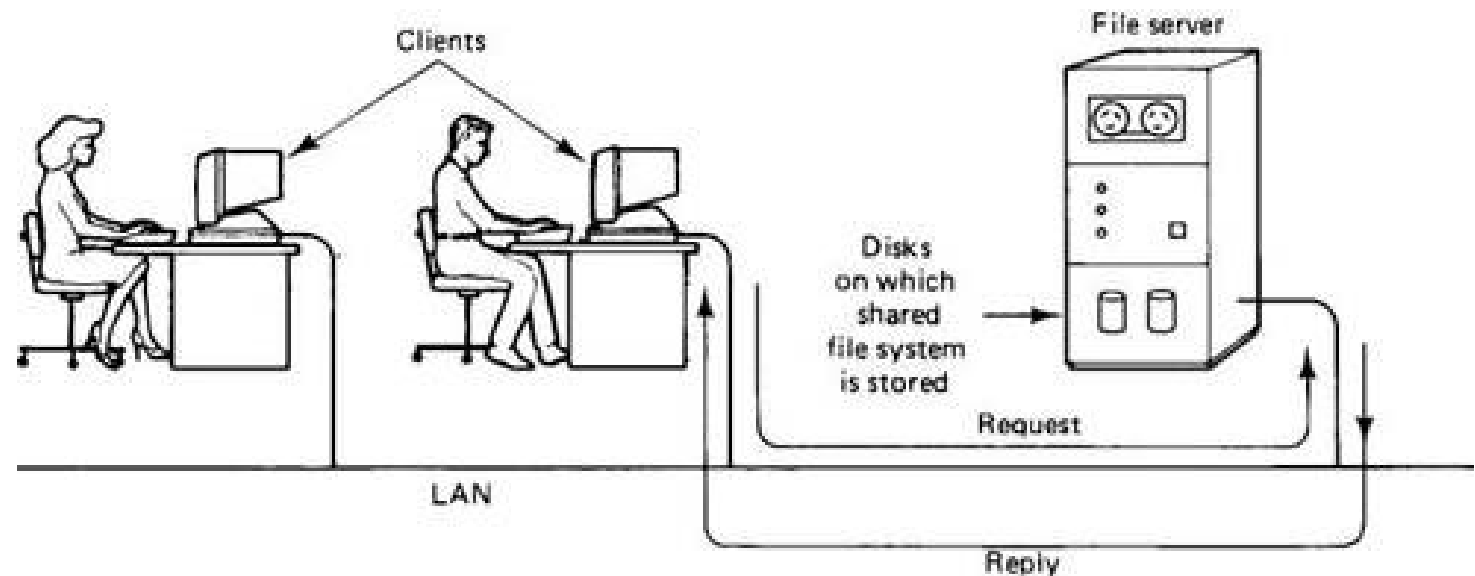 File server
Clients
Disks
on which
shared
file system
is stored
Request
LAN
Reply